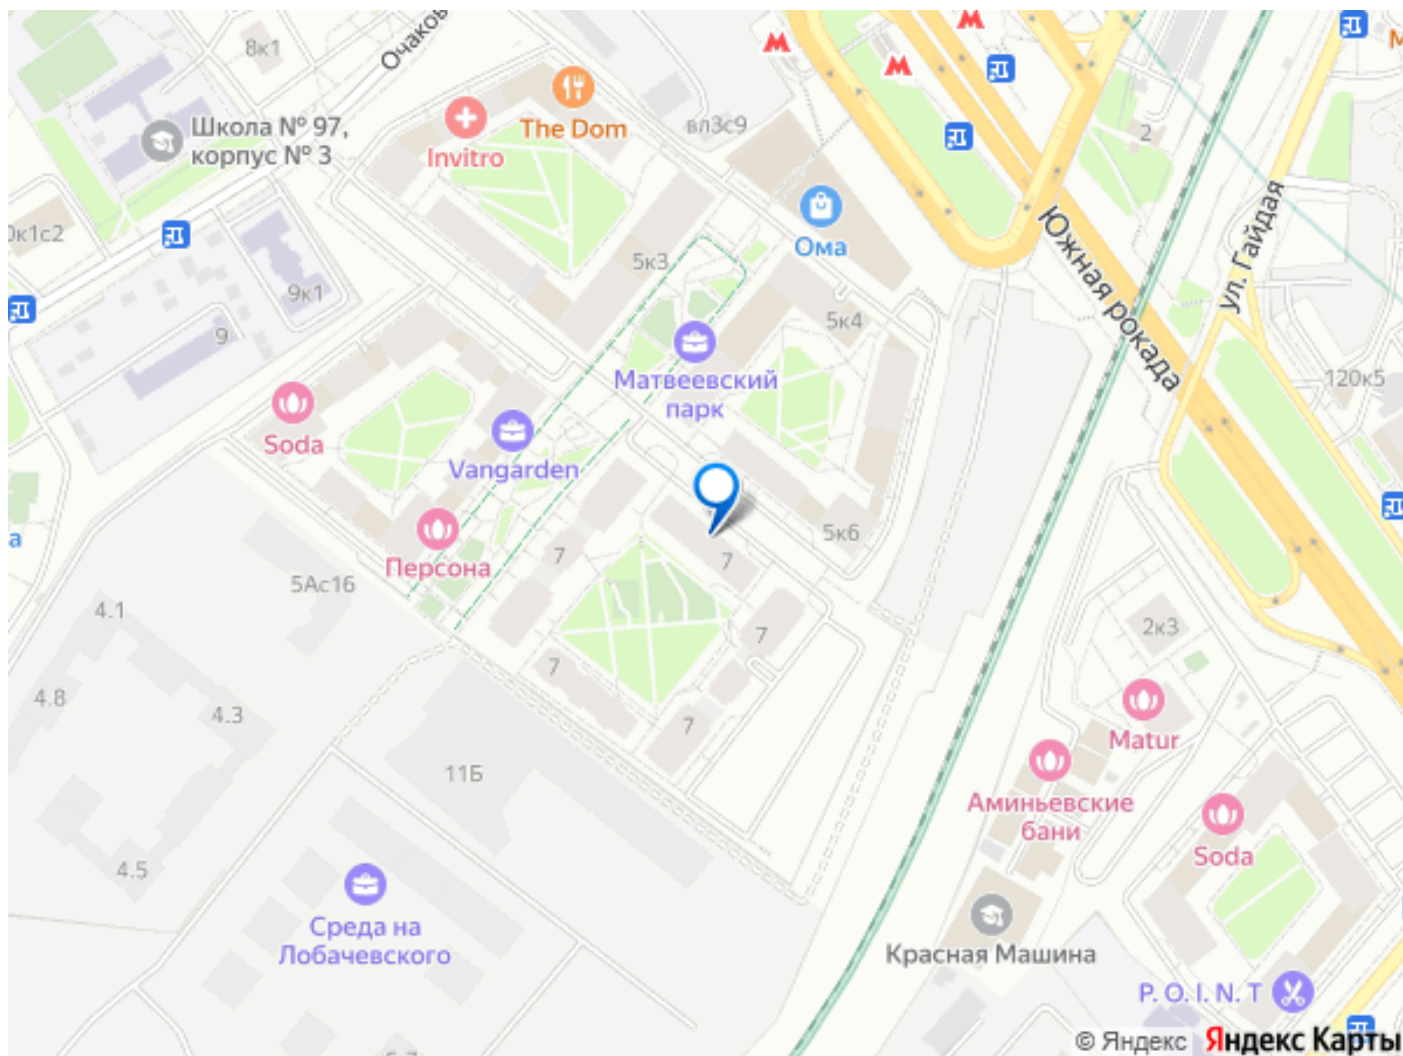 8к1
Очаков
Школа № 97,
корпус № 3
The Dom
Invitro
вл3с9
2
Ома
0к1с2
9к1
9
5к3
5к4
Южная рокада
ул. Гайдая
120к5
Матвеевский
парк
Soda
Vangarden
Персона
5Ас16
7
7
7
7
7
5к6
4.1
4.8
4.3
4.5
11Б
2к3
Matur
Аминьевские
бани
Soda
Среда на
Лобачевского
Красная Машина
P. O. I. N. T
© Яндекс Яндекс Карты